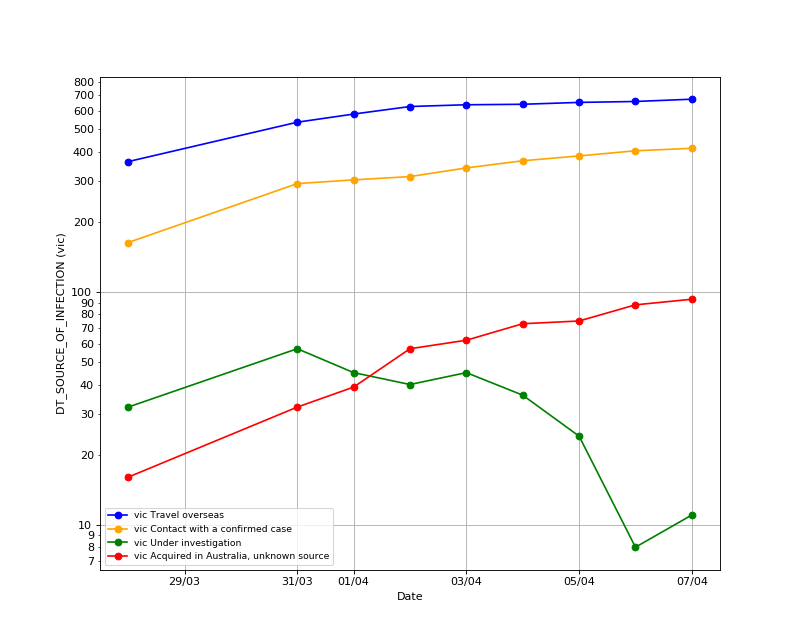 800
700
600
500
400
300
200
100
90
80
70
60
50
40
30
20
10
9
8
7
DT_SOURCE_OF_INFECTION (vic)
vic Travel overseas
vic Contact with a confirmed case
vic Under investigation
vic Acquired in Australia, unknown source
29/03 31/03 01/04 03/04 05/04 07/04
Date